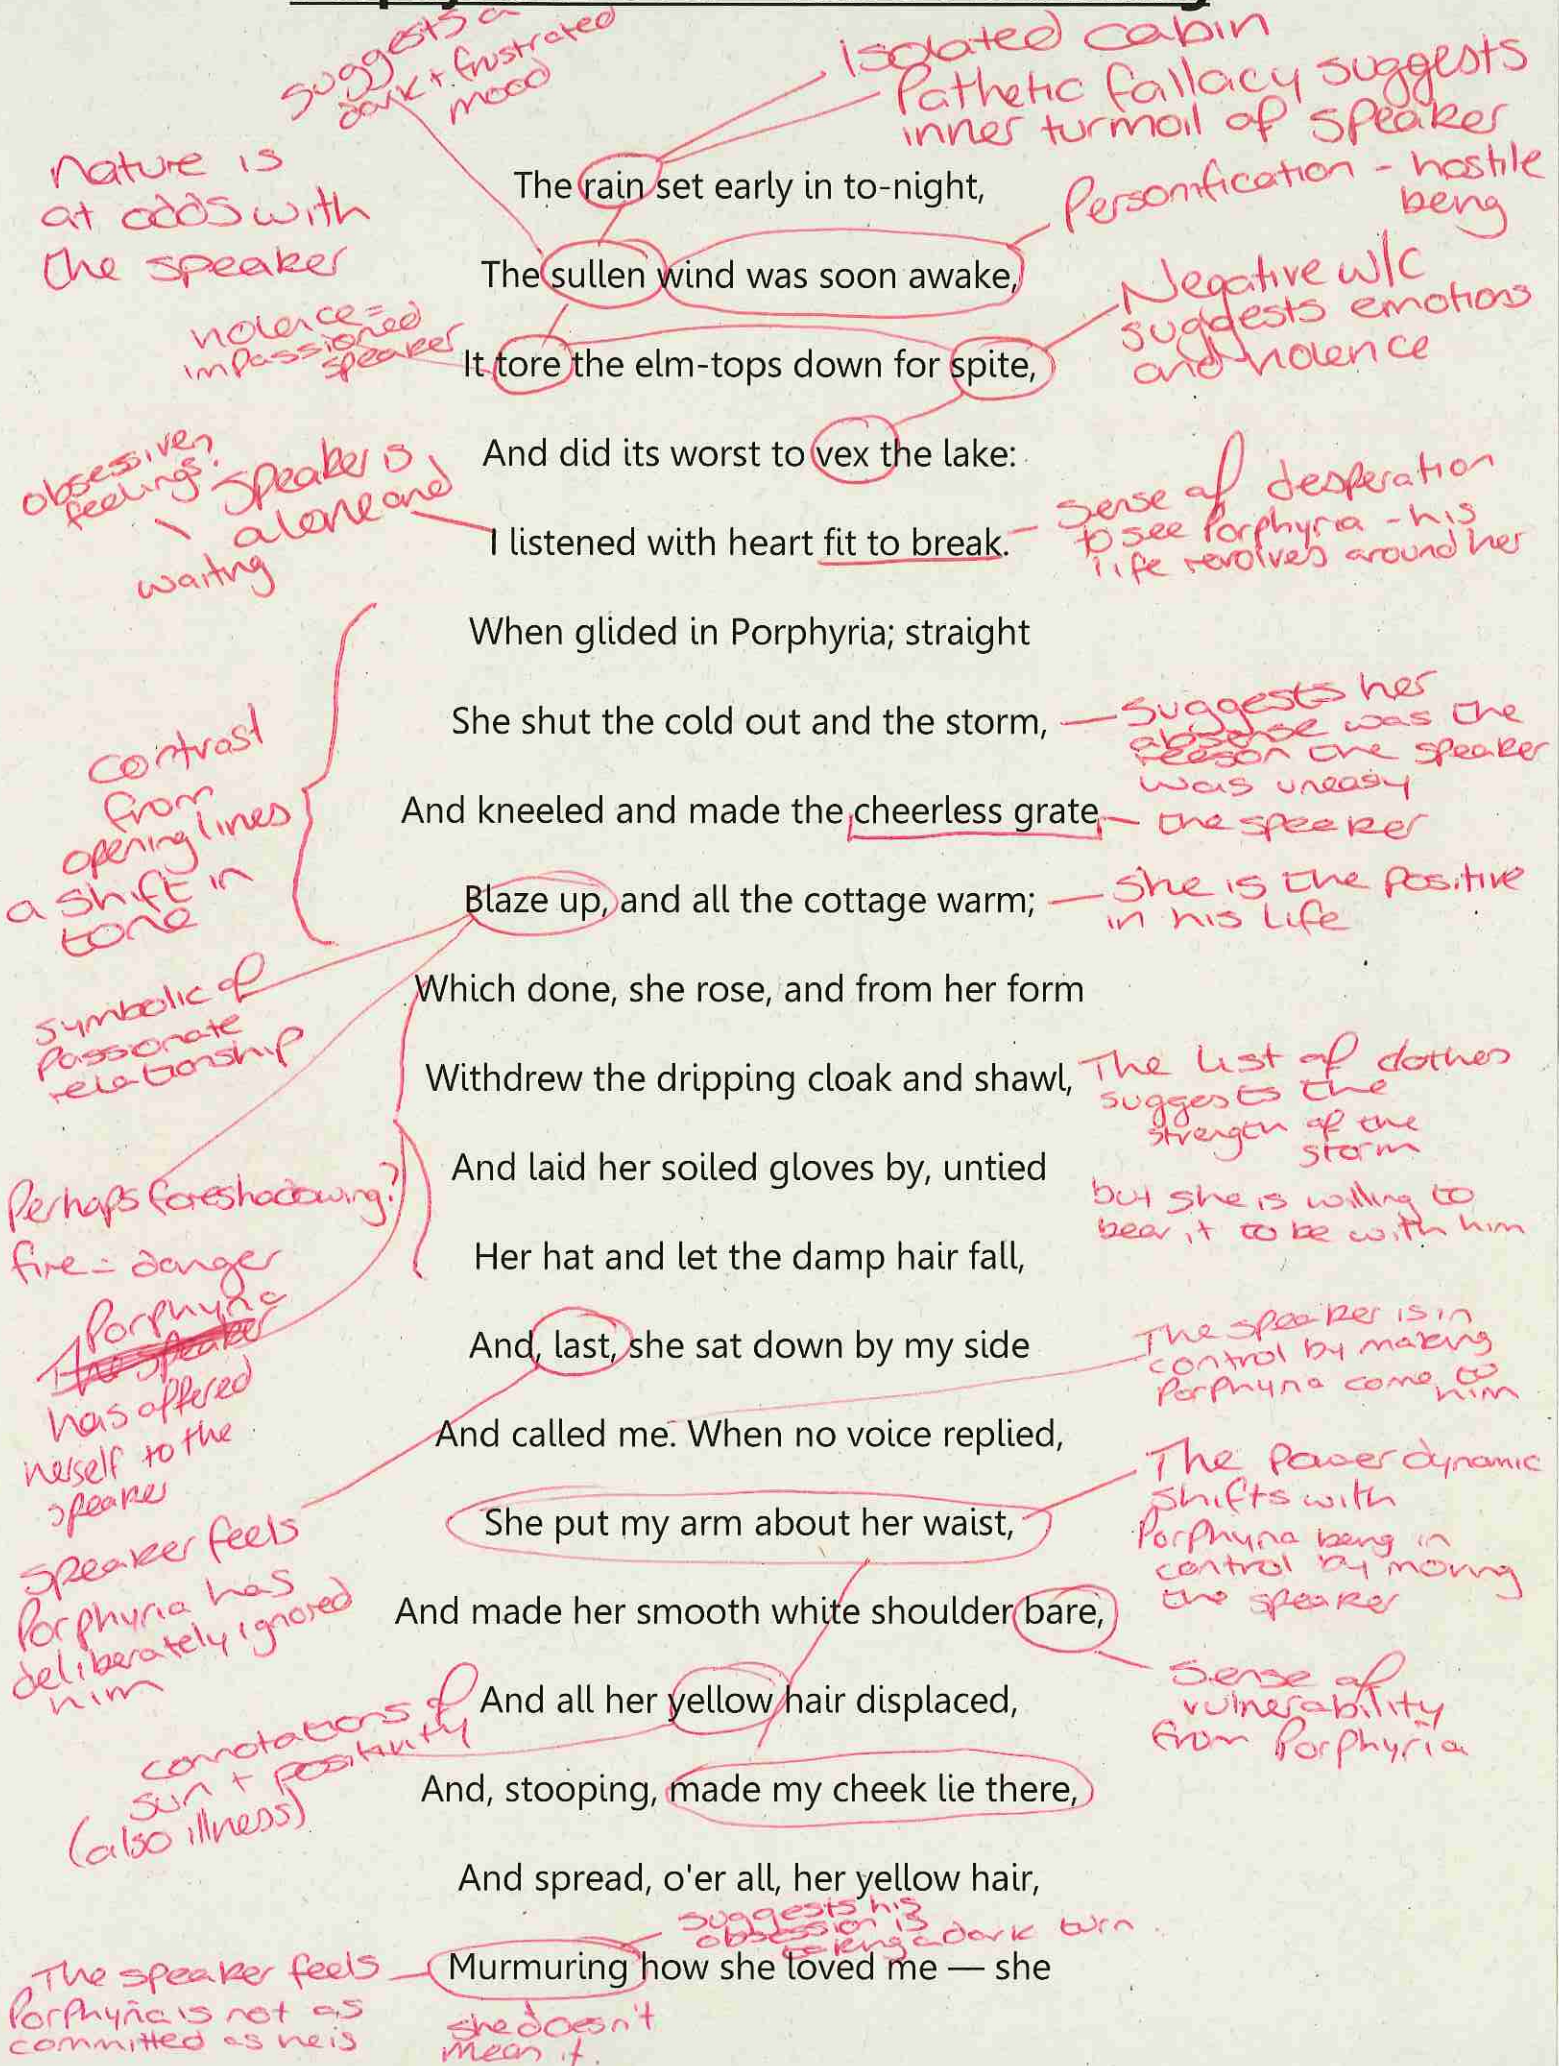 suggests a
dark + frustrated
mood
isolated cabin
Pathetic fallacy suggests
inner turmoil of speaker
nature is
at odds with
the speaker
The rain set early in to-night,
Personification - hostile
being
The sullen wind was soon awake,
Negative w/c
suggests emotions
and violence
violence =
impassioned
speaker
It tore the elm-tops down for spite,
And did its worst to vex the lake:
obsessive
feelings?
speaker is
alone and
waiting
I listened with heart fit to break.
sense of desperation
to see Porphyria - his
life revolves around her
When glided in Porphyria; straight
She shut the cold out and the storm,
suggests her
absense was the
reason the speaker
was uneasy
contrast
from
opening lines
a shift in
tone
And kneeled and made the cheerless grate
the speaker
Blaze up, and all the cottage warm;
she is the positive
in his life
symbolic of
passionate
relationship
Which done, she rose, and from her form
Withdrew the dripping cloak and shawl,
The list of clothes
suggests the
strength of the
storm
but she is willing to
bear it to be with him
And laid her soiled gloves by, untied
Perhaps foreshadowing?
fire = danger
Her hat and let the damp hair fall,
Porphyria
The speaker
has offered
herself to the
speaker
And, last, she sat down by my side
The speaker is in
control by making
Porphyria come to
him
And called me. When no voice replied,
The power dynamic
shifts with
Porphyria being in
control by moving
the speaker
She put my arm about her waist,
speaker feels
Porphyria has
deliberately ignored
him
And made her smooth white shoulder bare,
sense of
vulnerability
from Porphyria
And all her yellow hair displaced,
connotations of
sun + positivity
(also illness)
And, stooping, made my cheek lie there,
And spread, o'er all, her yellow hair,
suggests his
obsession is
taking a dark turn.
Murmuring how she loved me — she
The speaker feels
Porphyria is not as
committed as he is
she doesn't
mean it.